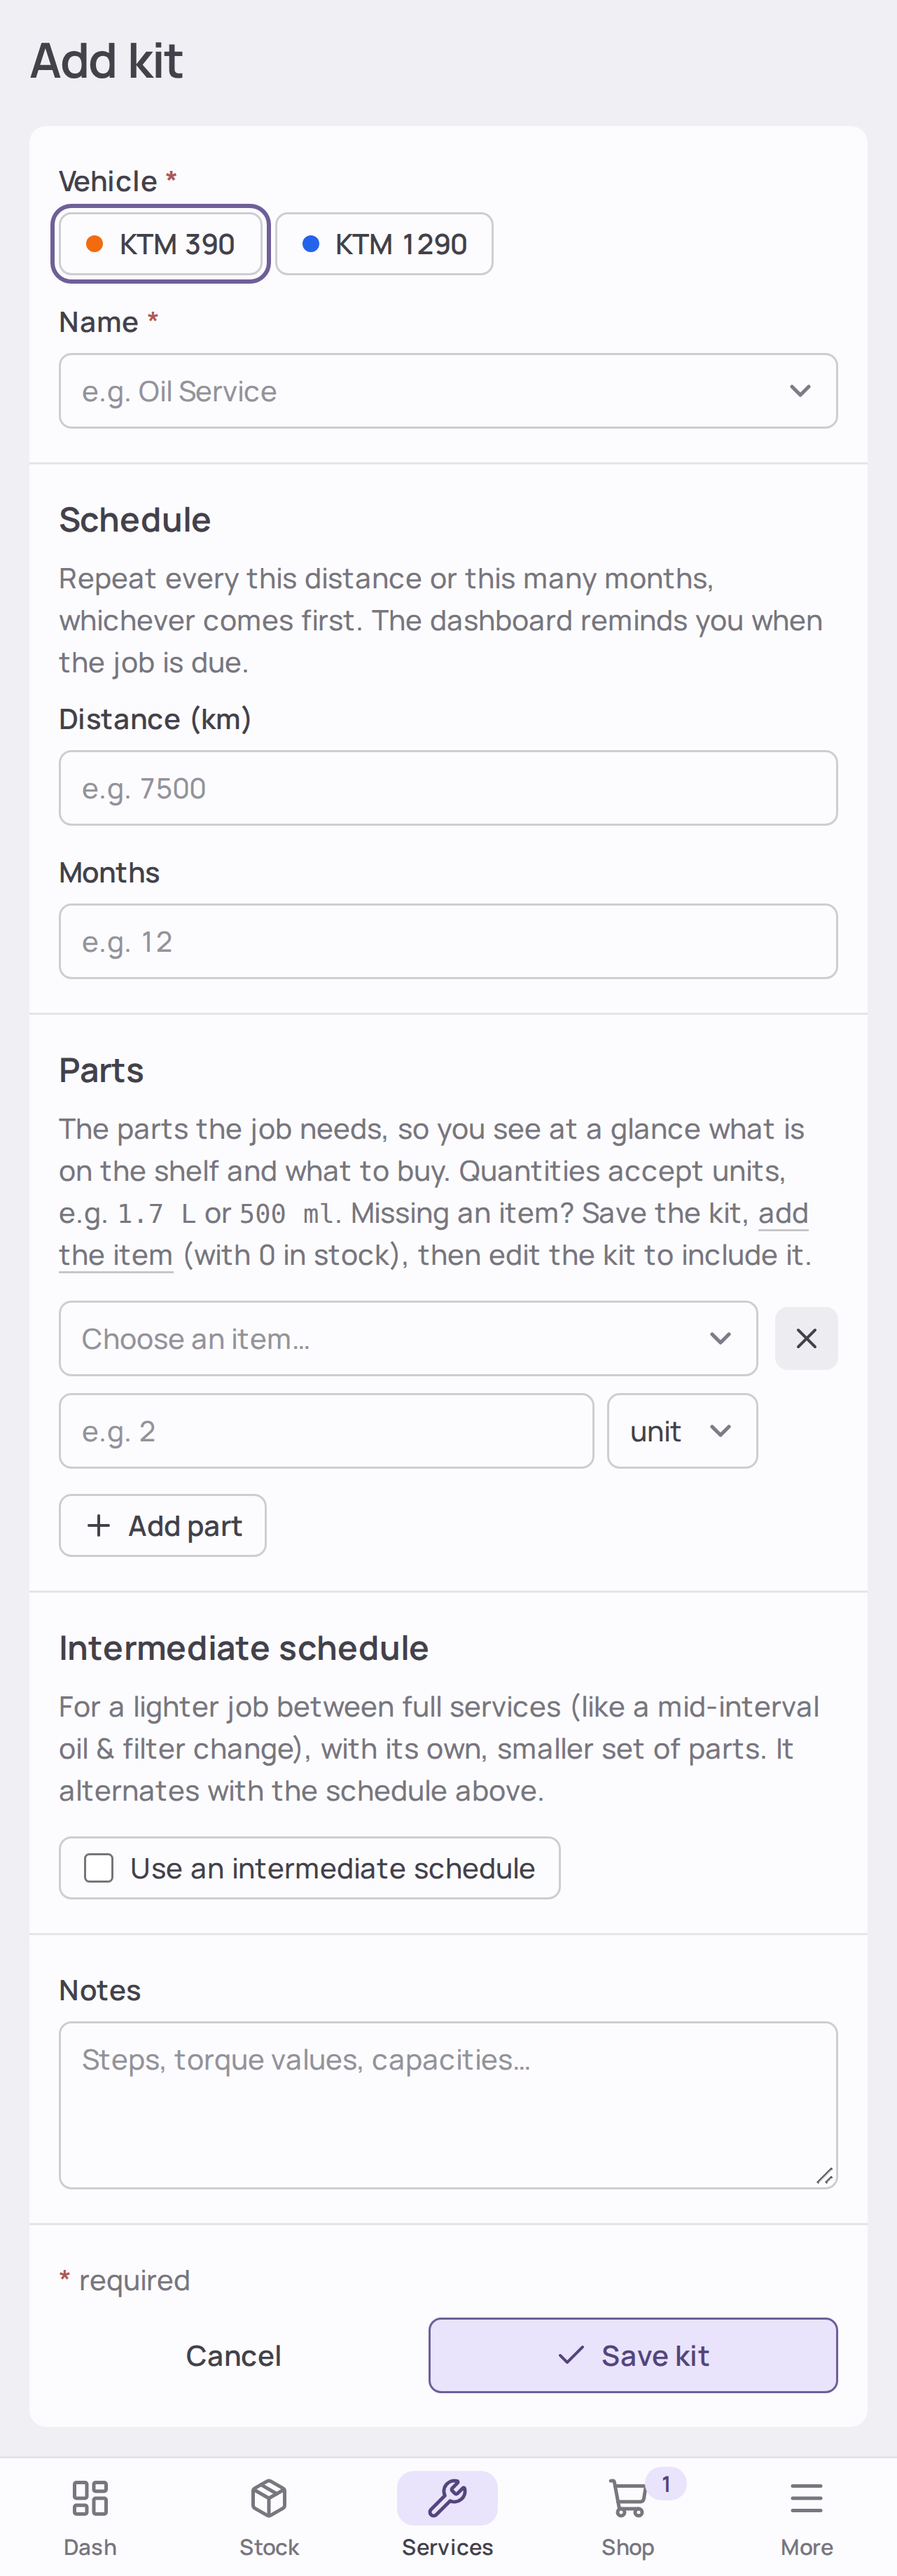 Add kit
Vehicle *
KTM 390
KTM 1290
Name *
e.g. Oil Service
Schedule
Repeat every this distance or this many months,
whichever comes first. The dashboard reminds you when
the job is due.
Distance (km)
e.g. 7500
Months
e.g. 12
Parts
The parts the job needs, so you see at a glance what is
on the shelf and what to buy. Quantities accept units,
e.g. 1.7 L or 500 ml. Missing an item? Save the kit, add
the item (with 0 in stock), then edit the kit to include it.
Choose an item…
e.g. 2
unit
Add part
Intermediate schedule
For a lighter job between full services (like a mid-interval
oil & filter change), with its own, smaller set of parts. It
alternates with the schedule above.
Use an intermediate schedule
Notes
Steps, torque values, capacities…
* required
Cancel
Save kit
1
Dash
Stock
Services
Shop
More